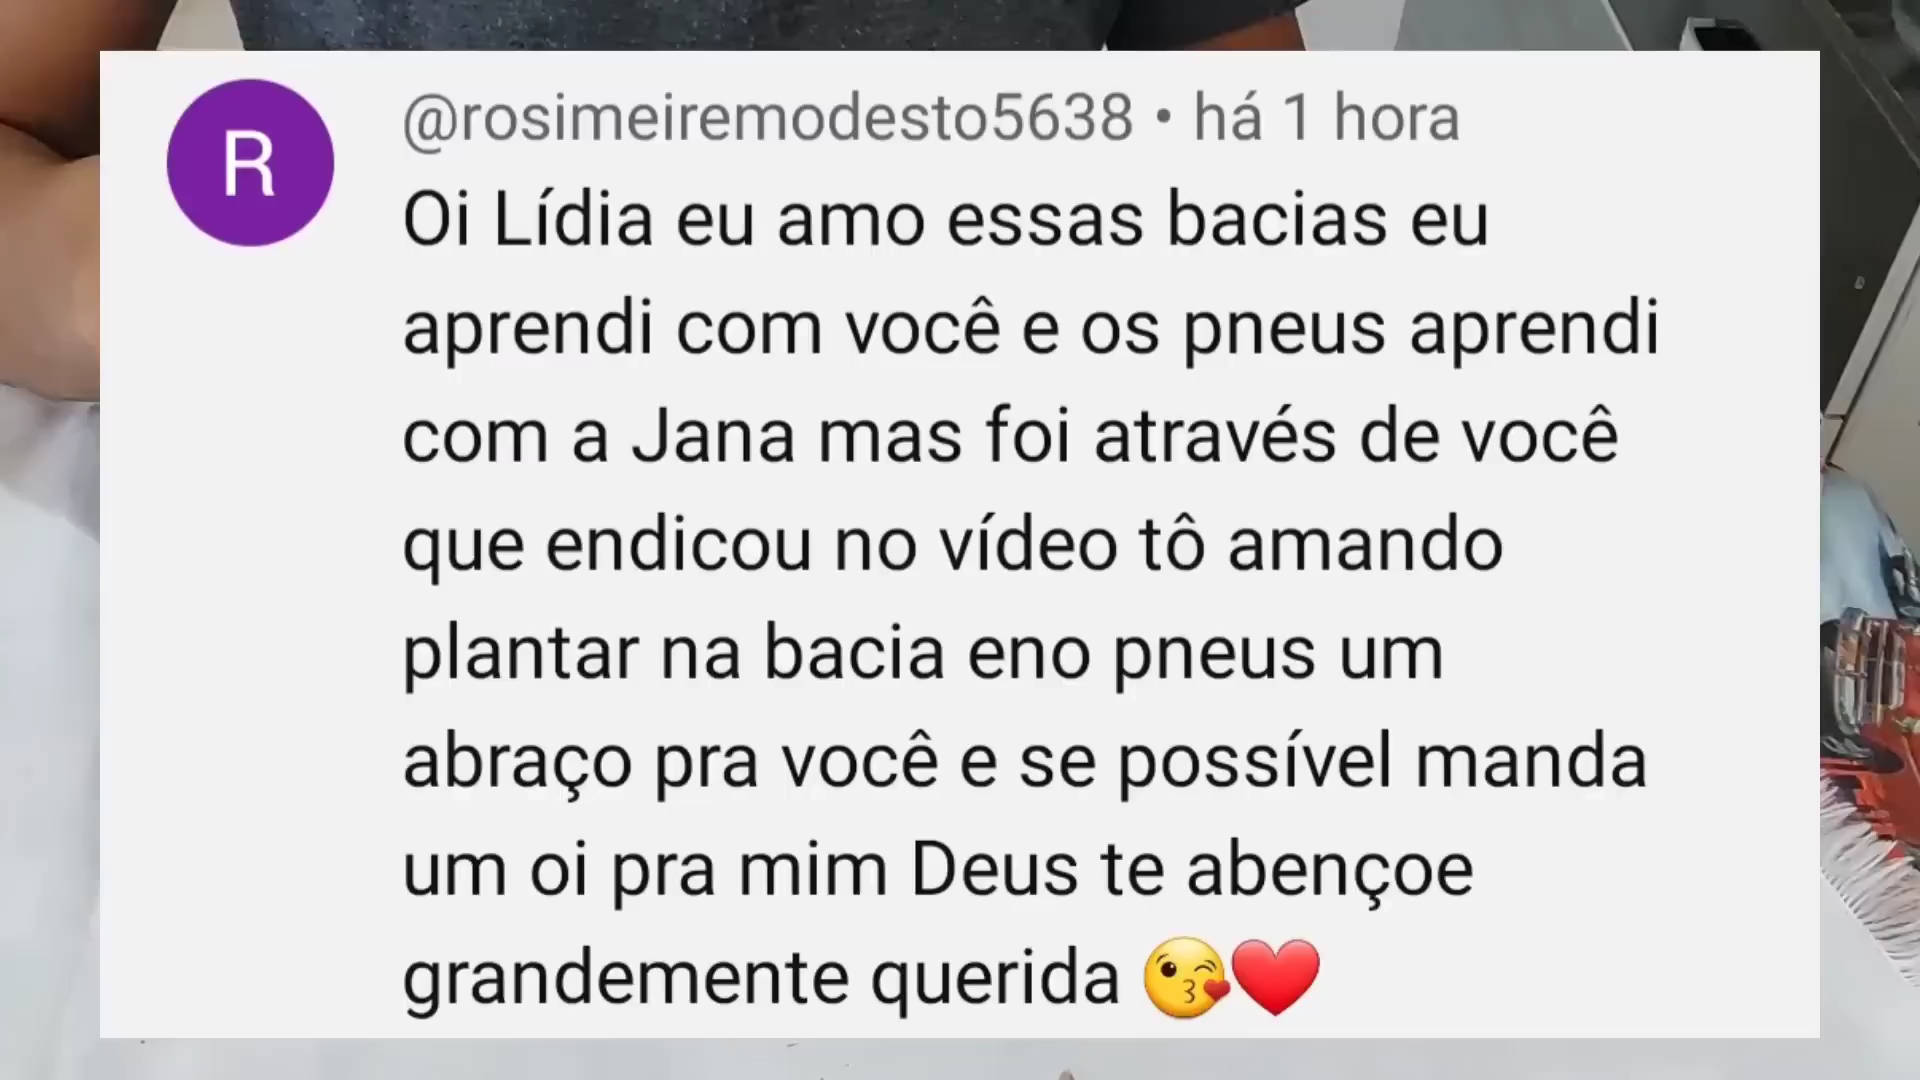 R
@rosimeiremodesto5638 • há 1 hora
Oi Lídia eu amo essas bacias eu
aprendi com você e os pneus aprendi
com a Jana mas foi através de você
que endicou no vídeo tô amando
plantar na bacia eno pneus um
abraço pra você e se possível manda
um oi pra mim Deus te abençoe
grandemente querida 😘❤️